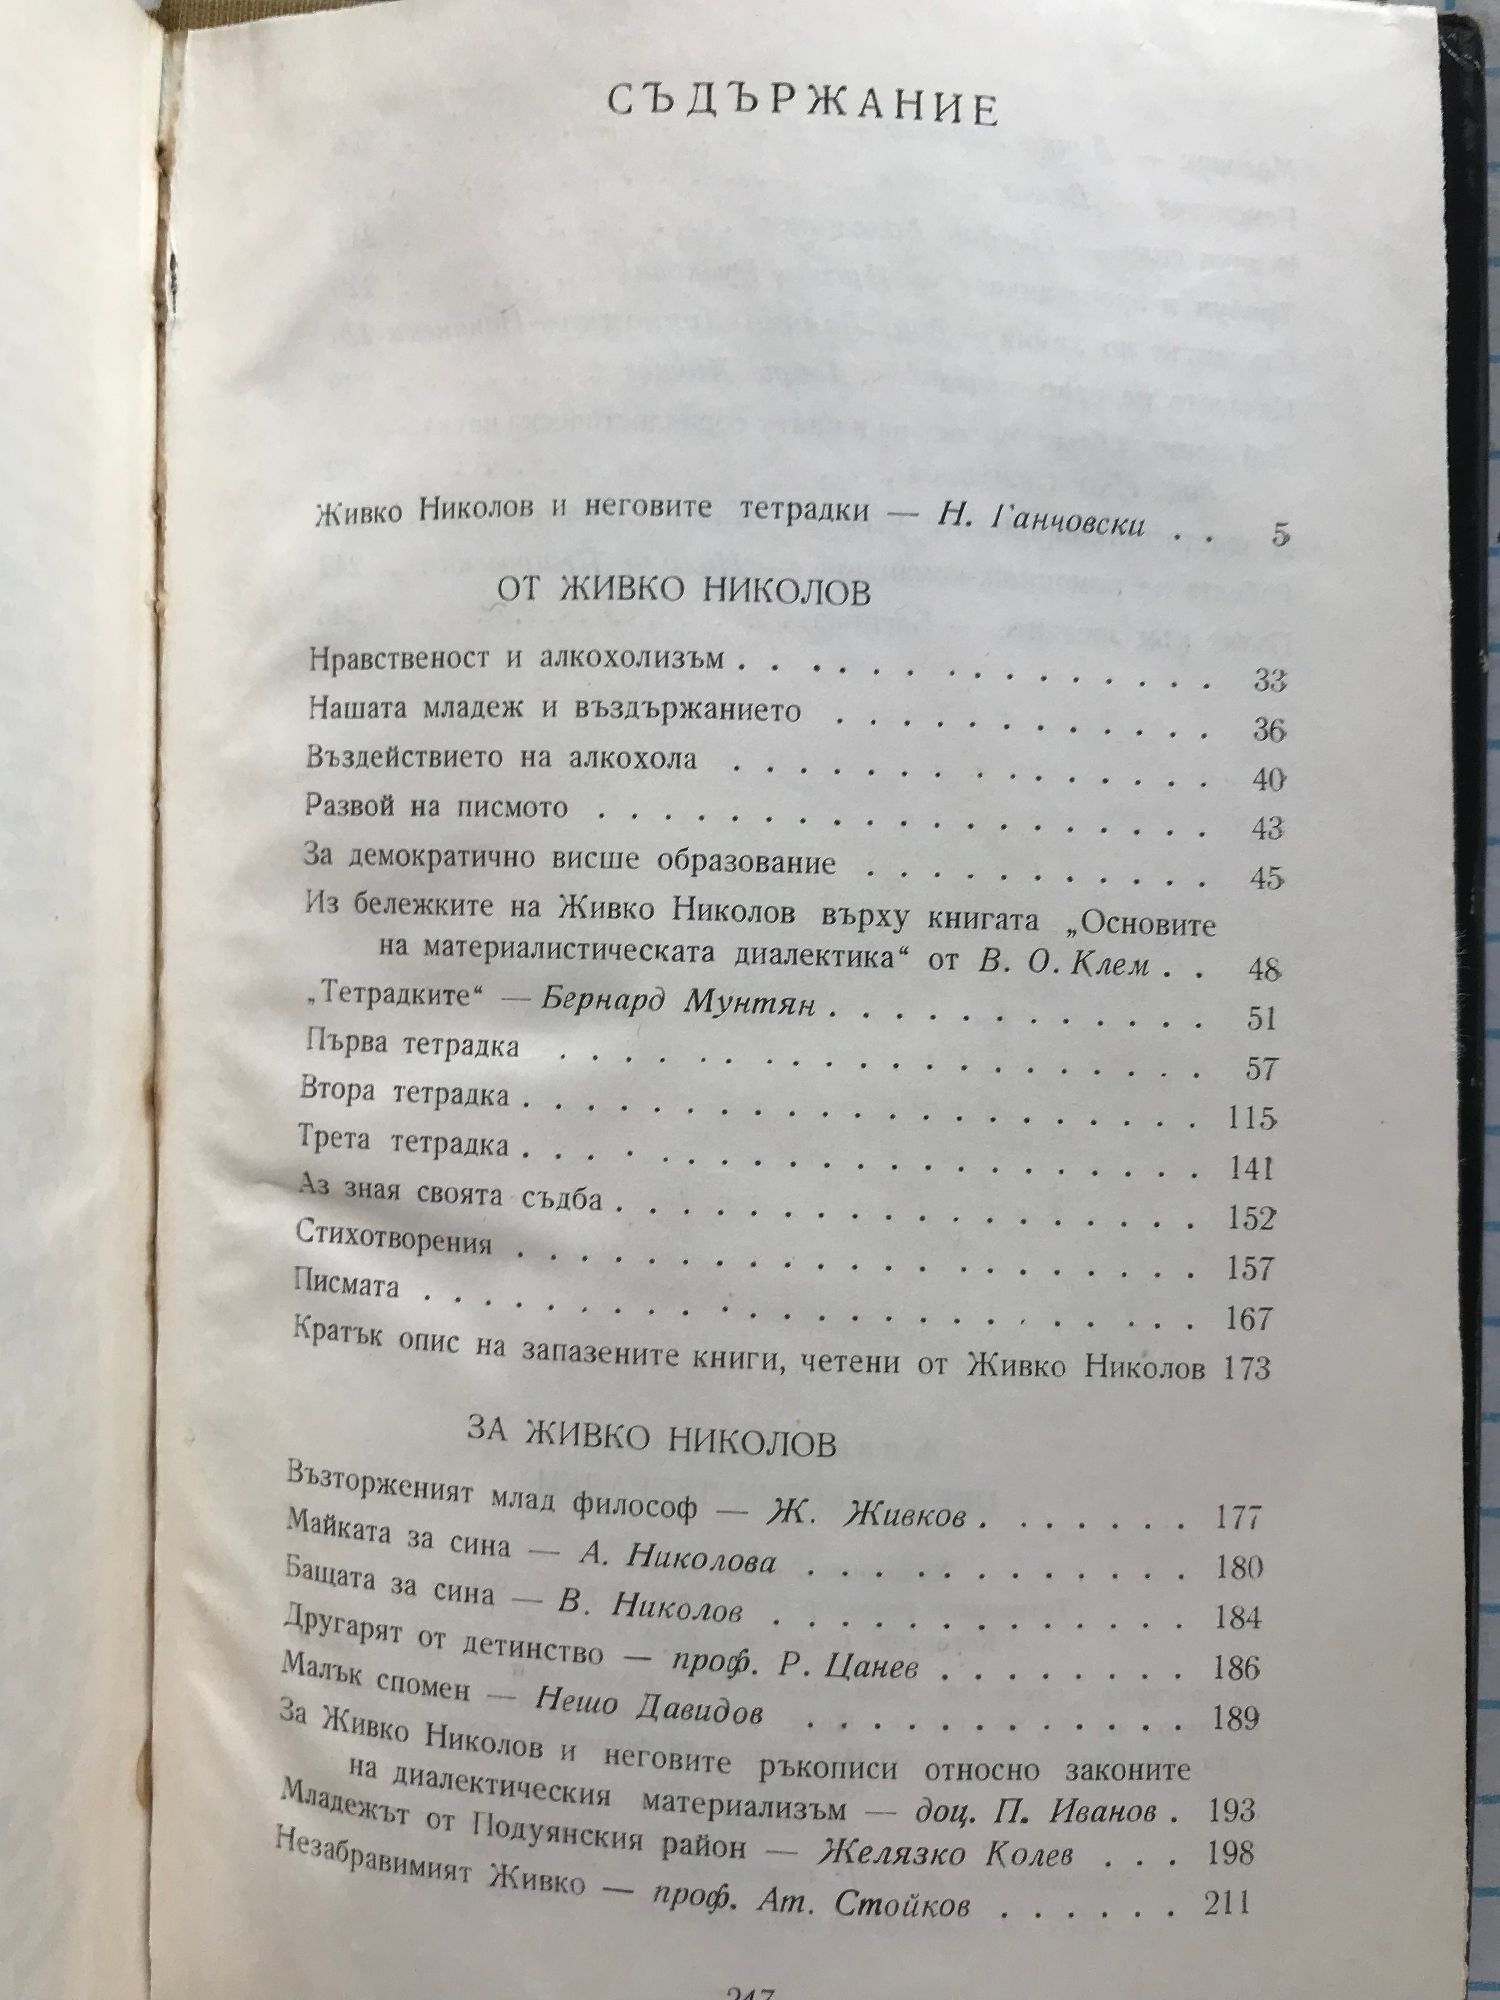 СЪДЪРЖАНИЕ
Живко Николов и неговите тетрадки — Н. Ганчовски . . 5
ОТ ЖИВКО НИКОЛОВ
Нравственост и алкохолизъм . . . . . . . . . . . . . . . 33
Нашата младеж и въздържанието . . . . . . . . . . . . 36
Въздействието на алкохола . . . . . . . . . . . . . . . 40
Развой на писмото . . . . . . . . . . . . . . . . . . . 43
За демократично висше образование . . . . . . . . . . . 45
Из бележките на Живко Николов върху книгата „Основите
на материалистическата диалектика“ от В. О. Клем . . 48
„Тетрадките“ — Бернард Мунтян . . . . . . . . . . . . 51
Първа тетрадка . . . . . . . . . . . . . . . . . . . . 57
Втора тетрадка . . . . . . . . . . . . . . . . . . . . . 115
Трета тетрадка . . . . . . . . . . . . . . . . . . . . . 141
Аз зная своята съдба . . . . . . . . . . . . . . . . . . 152
Стихотворения . . . . . . . . . . . . . . . . . . . . . 157
Писмата . . . . . . . . . . . . . . . . . . . . . . . . 167
Кратък опис на запазените книги, четени от Живко Николов 173
ЗА ЖИВКО НИКОЛОВ
Възторженият млад философ — Ж. Живков . . . . . . . 177
Майката за сина — А. Николова . . . . . . . . . . . . 180
Бащата за сина — В. Николов . . . . . . . . . . . . . 184
Другарят от детинство — проф. Р. Цанев . . . . . . . . 186
Малък спомен — Нешо Давидов . . . . . . . . . . . . 189
За Живко Николов и неговите ръкописи относно законите
на диалектическия материализъм — доц. П. Иванов . 193
Младежът от Подуянския район — Желязко Колев . . . 198
Незабравимият Живко — проф. Ат. Стойков . . . . . . 211
247